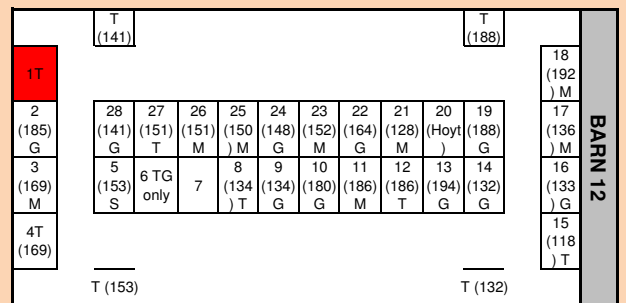 T
(141)
T
(188)
1T
18
(192
) M
2
(185)
G
28
(141)
G
27
(151)
T
26
(151)
M
25
(150
) M
24
(148)
G
23
(152)
M
22
(164)
G
21
(128)
M
20
(Hoyt
)
19
(188)
G
17
(136
) M
3
(169)
M
5
(153)
S
6 TG
only
7
8
(134
) T
9
(134)
G
10
(180)
G
11
(186)
M
12
(186)
T
13
(194)
G
14
(132)
G
16
(133
) G
4T
(169)
15
(118
) T
BARN 12
T (153)
T (132)